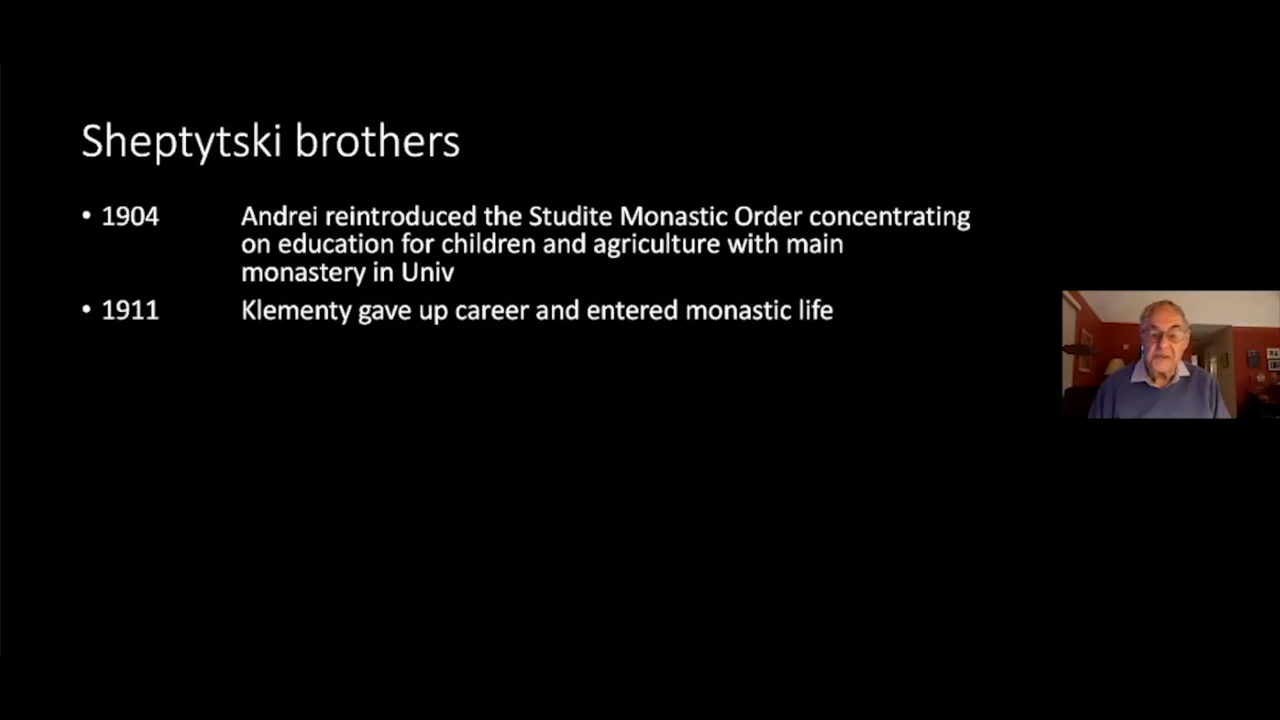 Sheptytski brothers
• 1904 Andrei reintroduced the Studite Monastic Order concentrating
on education for children and agriculture with main
monastery in Univ
• 1911 Klementy gave up career and entered monastic life